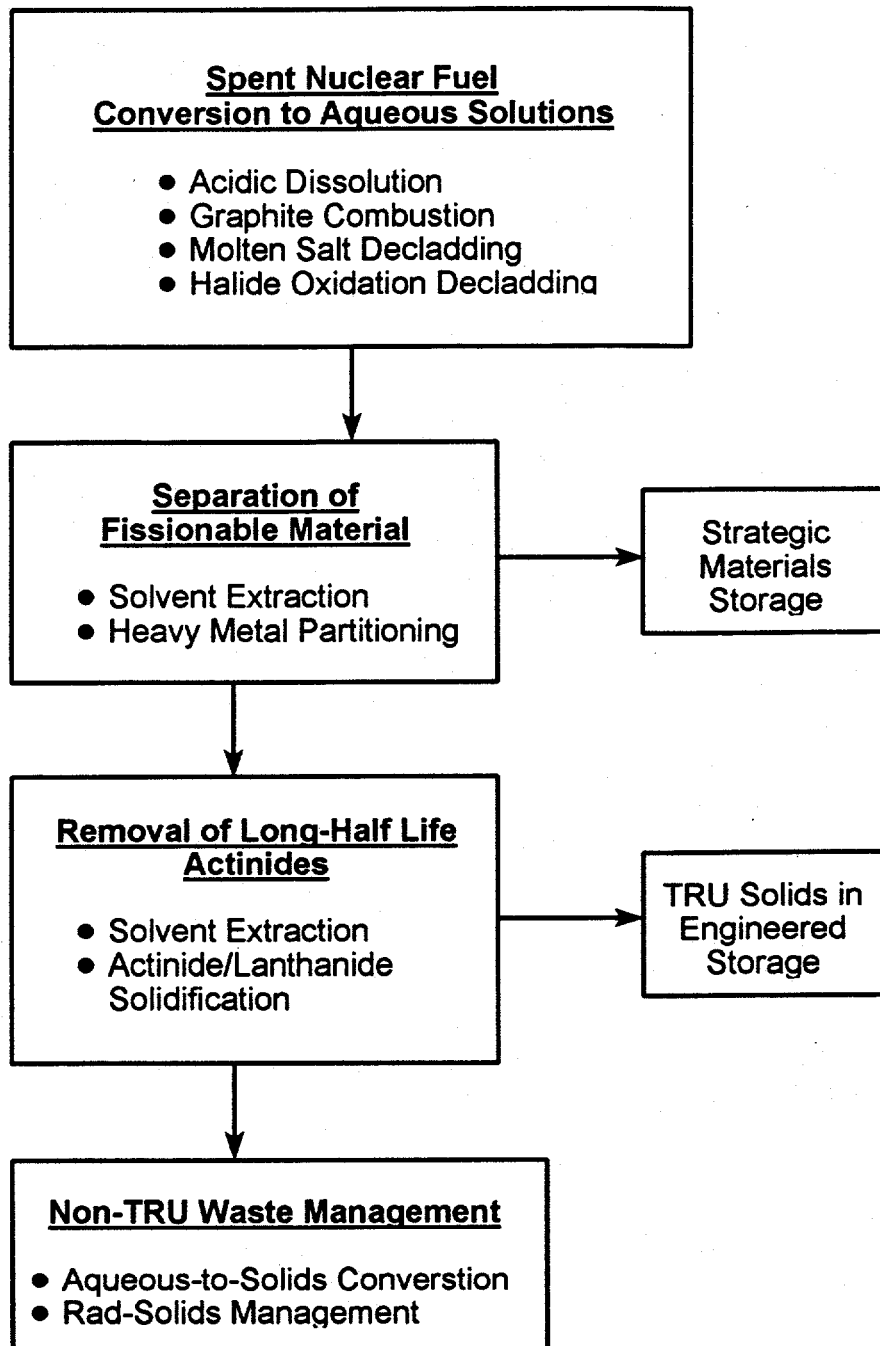 Spent Nuclear Fuel
Conversion to Aqueous Solutions
● Acidic Dissolution
● Graphite Combustion
● Molten Salt Decladding
● Halide Oxidation Decladding
Separation of
Fissionable Material
● Solvent Extraction
● Heavy Metal Partitioning
Strategic
Materials
Storage
Removal of Long-Half Life
Actinides
● Solvent Extraction
● Actinide/Lanthanide
Solidification
TRU Solids in
Engineered
Storage
Non-TRU Waste Management
● Aqueous-to-Solids Converstion
● Rad-Solids Management